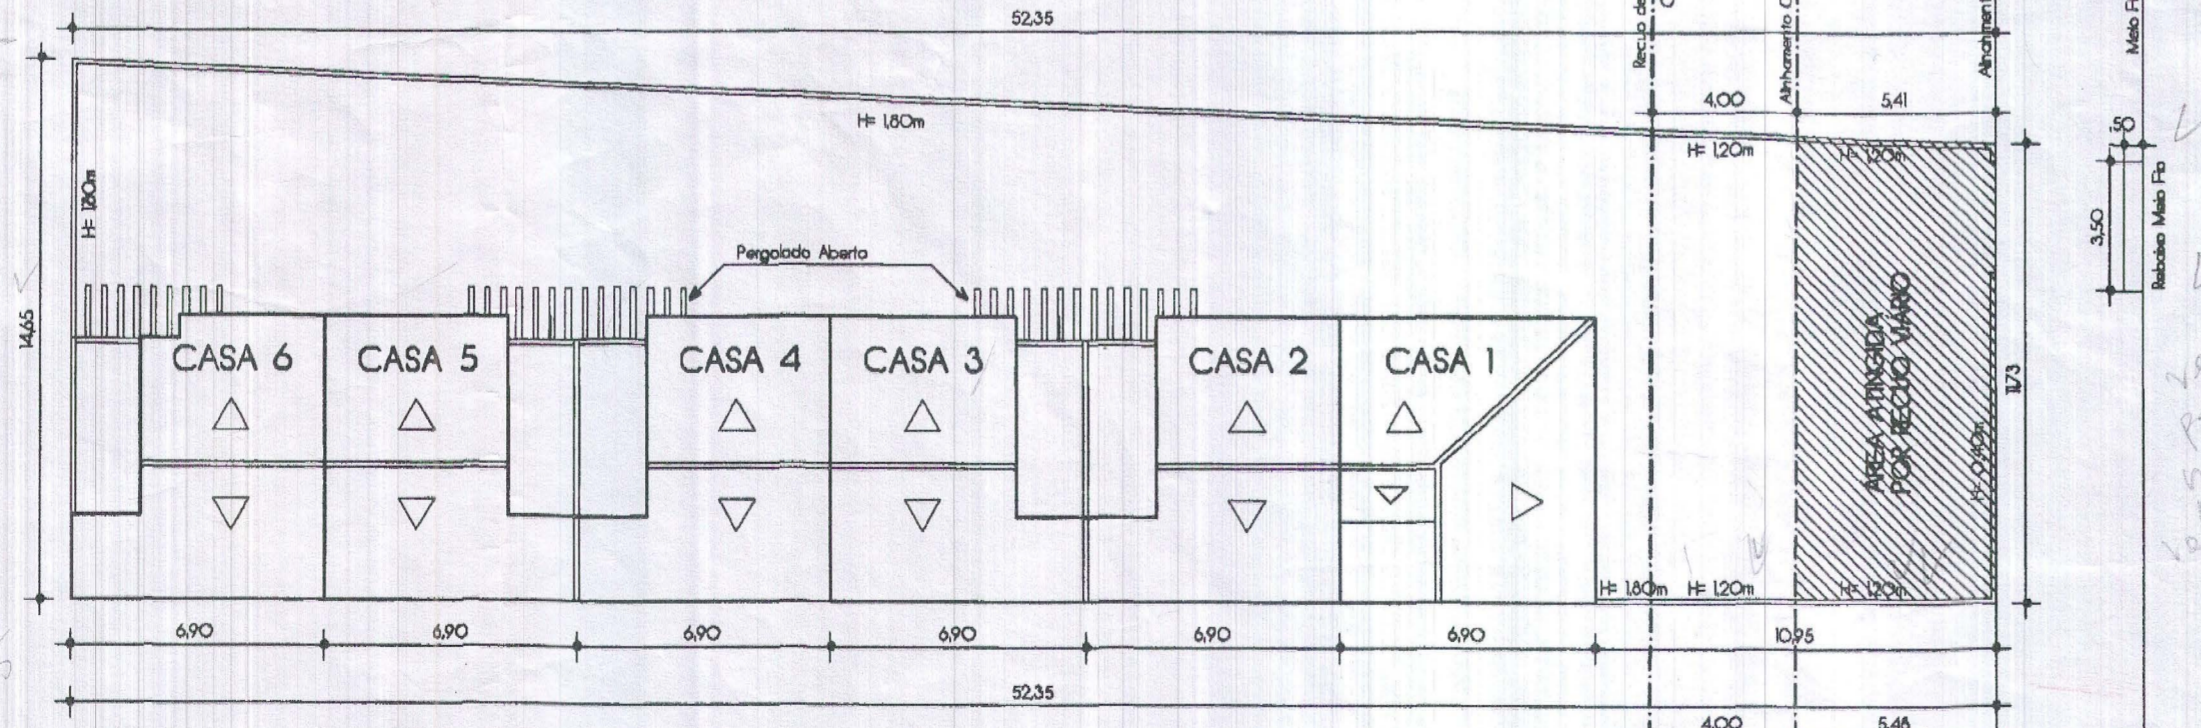 52,35
Recuo de
Alinhamento
Meio Fio
4,00
5,41
H= 1,80m
H= 1,20m
H= 1,20m
,50
H= 1,80m
3,50
Rebaixo Meio Fio
Pergolado Aberto
14,65
CASA 6
CASA 5
CASA 4
CASA 3
CASA 2
CASA 1
ÁREA ATINGIDA
POR RECUO VIÁRIO
11,73
H= 0,40m
H= 1,80m
H= 1,20m
H= 1,20m
6,90
6,90
6,90
6,90
6,90
6,90
10,95
52,35
4,00
5,48